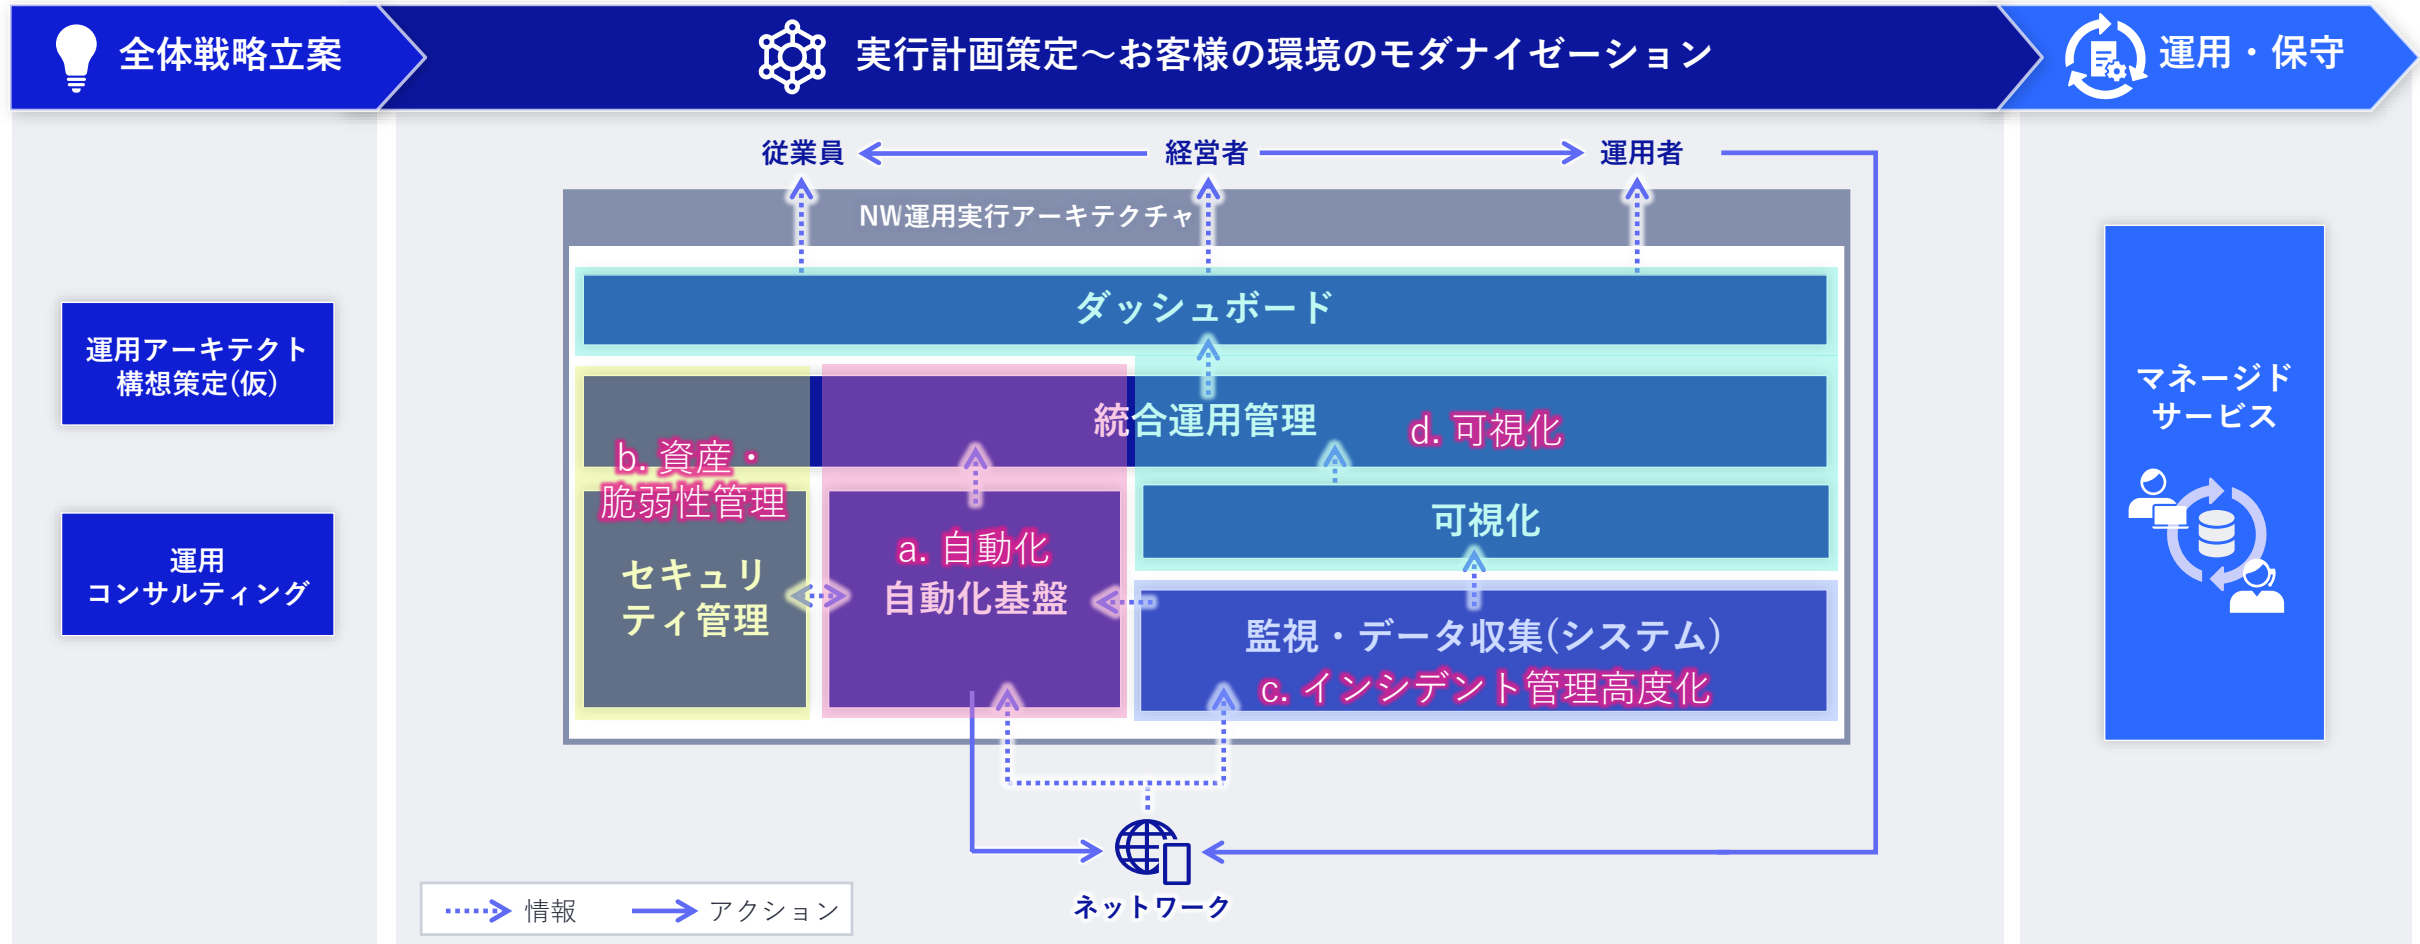 全体戦略立案
実行計画策定～お客様の環境のモダナイゼーション
運用・保守
従業員
経営者
運用者
NW運用実行アーキテクチャ
ダッシュボード
運用アーキテクト
構想策定(仮)
統合運用管理
d. 可視化
b. 資産・
脆弱性管理
可視化
a. 自動化
自動化基盤
セキュリ
ティ管理
監視・データ収集(システム)
c. インシデント管理高度化
運用
コンサルティング
マネージド
サービス
ネットワーク
情報
アクション